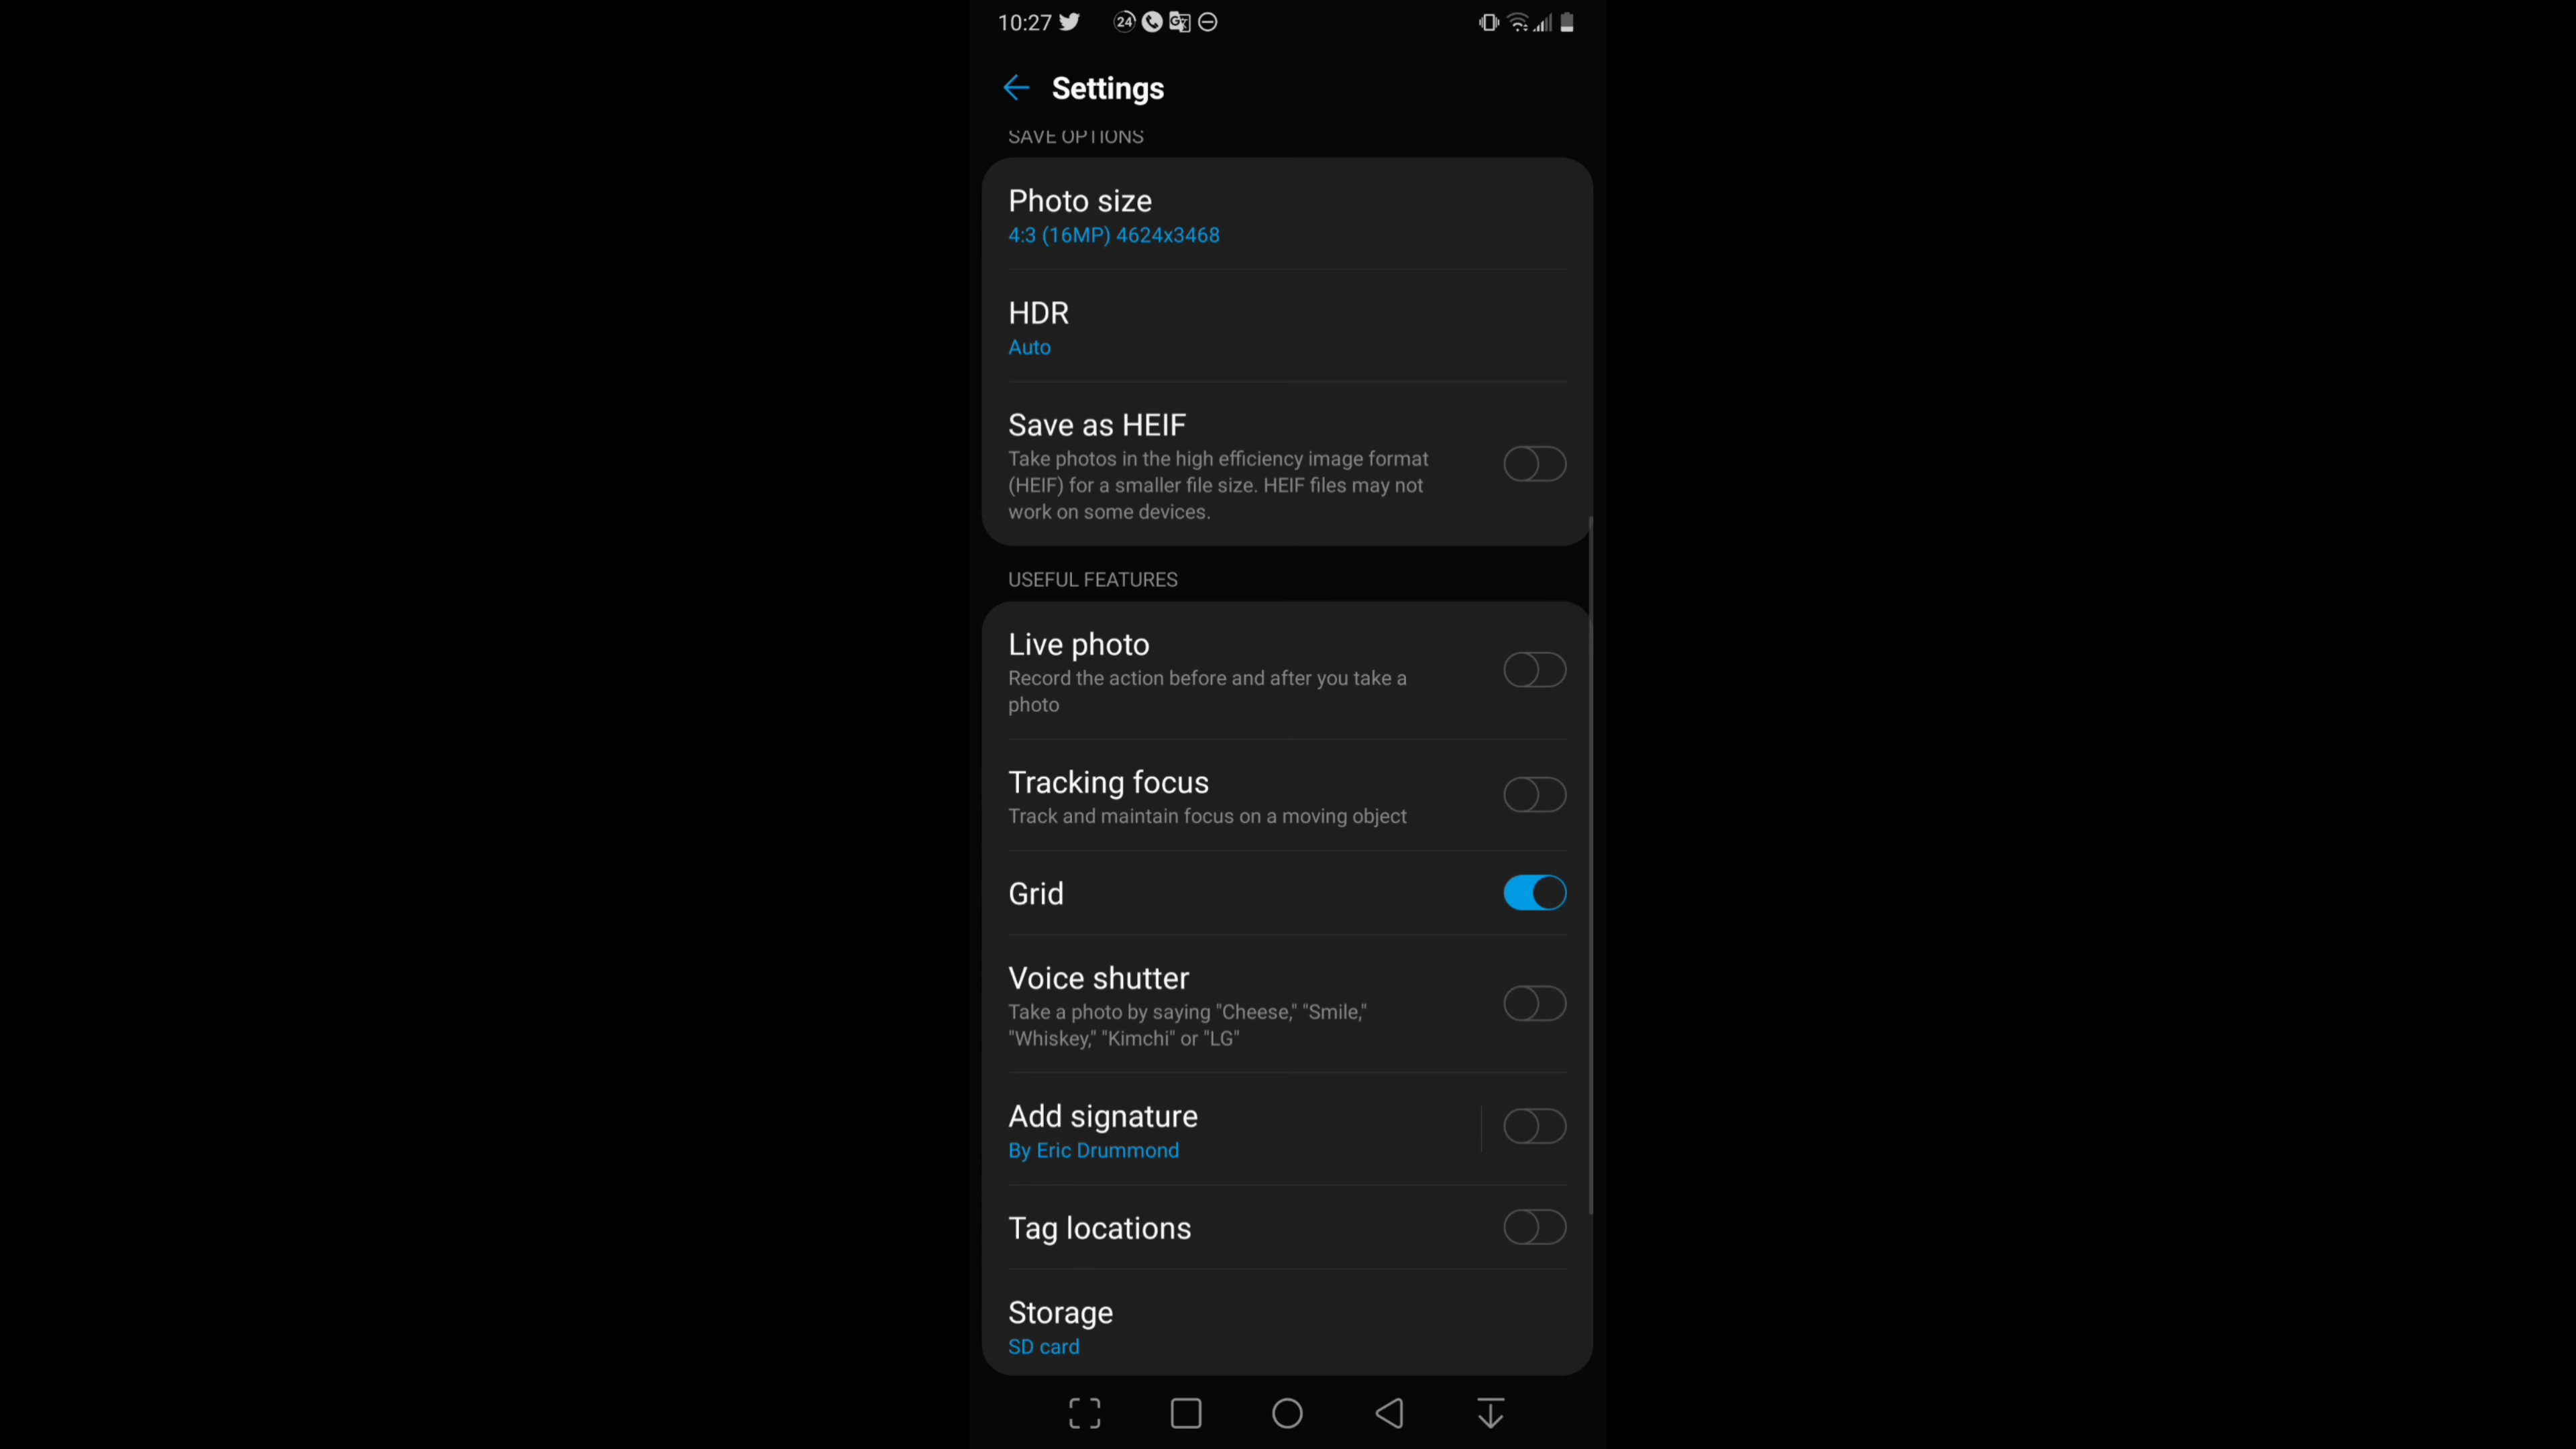 10:27
24
Settings
SAVE OPTIONS
Photo size
4:3 (16MP) 4624x3468
HDR
Auto
Save as HEIF
Take photos in the high efficiency image format
(HEIF) for a smaller file size. HEIF files may not
work on some devices.
USEFUL FEATURES
Live photo
Record the action before and after you take a
photo
Tracking focus
Track and maintain focus on a moving object
Grid
Voice shutter
Take a photo by saying "Cheese," "Smile,"
"Whiskey," "Kimchi" or "LG"
Add signature
By Eric Drummond
Tag locations
Storage
SD card